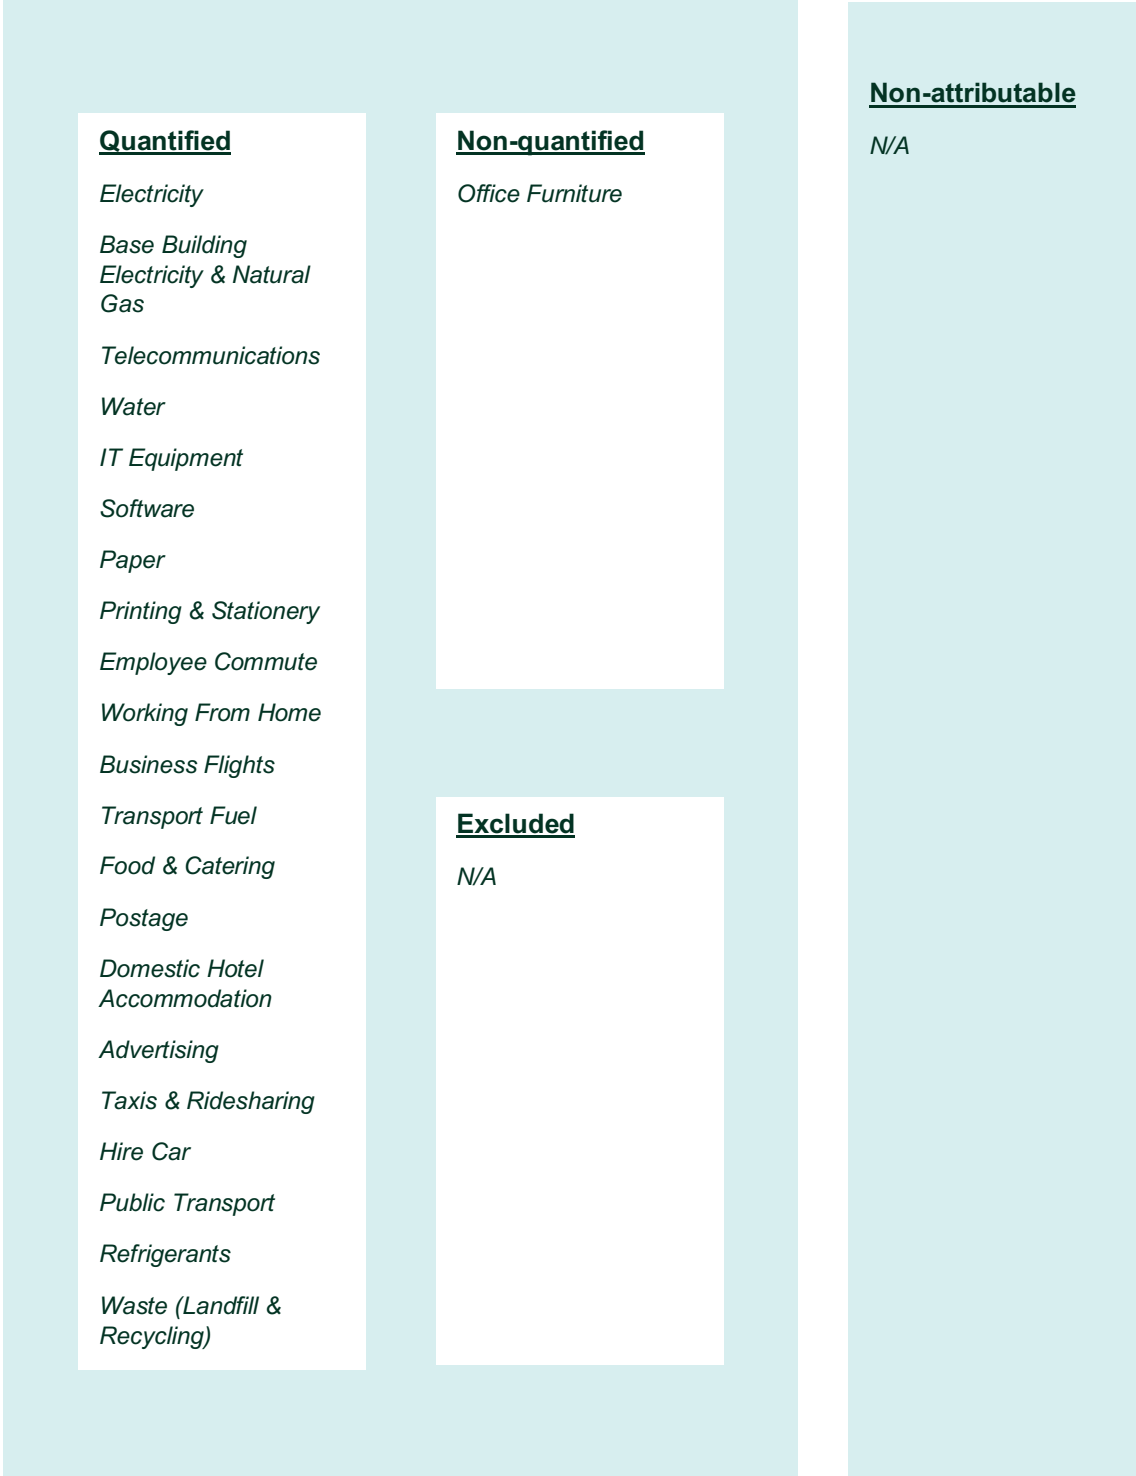 Quantified
Electricity
Base Building
Electricity & Natural
Gas
Telecommunications
Water
IT Equipment
Software
Paper
Printing & Stationery
Employee Commute
Working From Home
Business Flights
Transport Fuel
Food & Catering
Postage
Domestic Hotel
Accommodation
Advertising
Taxis & Ridesharing
Hire Car
Public Transport
Refrigerants
Waste (Landfill &
Recycling)
Non-quantified
Office Furniture
Excluded
N/A
Non-attributable
N/A